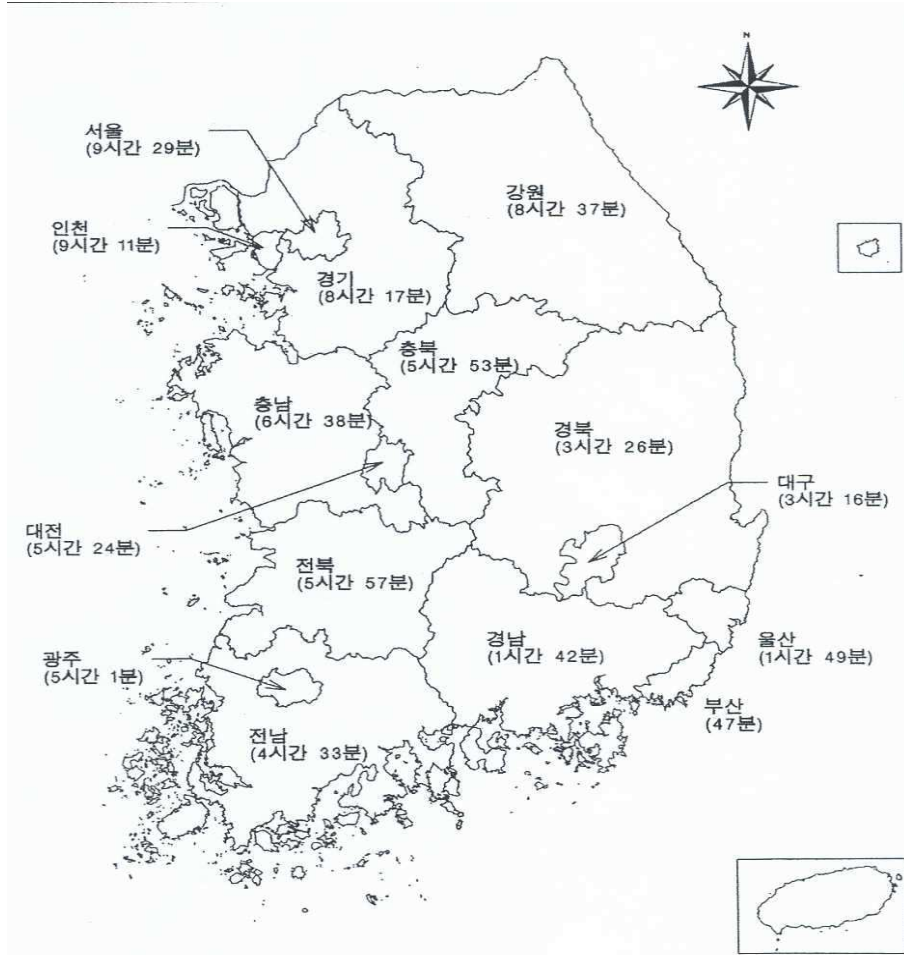 N
서울
(9시간 29분)
강원
(8시간 37분)
인천
(9시간 11분)
경기
(8시간 17분)
충북
(5시간 53분)
충남
(6시간 38분)
경북
(3시간 26분)
대구
(3시간 16분)
대전
(5시간 24분)
전북
(5시간 57분)
경남
(1시간 42분)
울산
(1시간 49분)
광주
(5시간 1분)
부산
(47분)
전남
(4시간 33분)